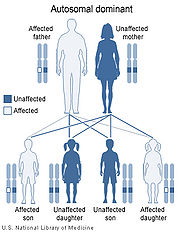 Autosomal dominant
Affected
father
Unaffected
mother
Unaffected
Affected
Affected
son
Unaffected
daughter
Unaffected
son
Affected
daughter
U.S. National Library of Medicine